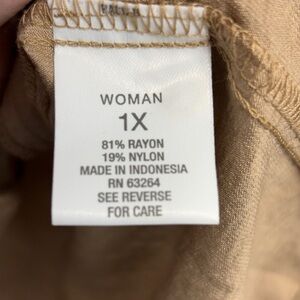 WOMAN
1X
81% RAYON
19% NYLON
MADE IN INDONESIA
RN 63264
SEE REVERSE
FOR CARE